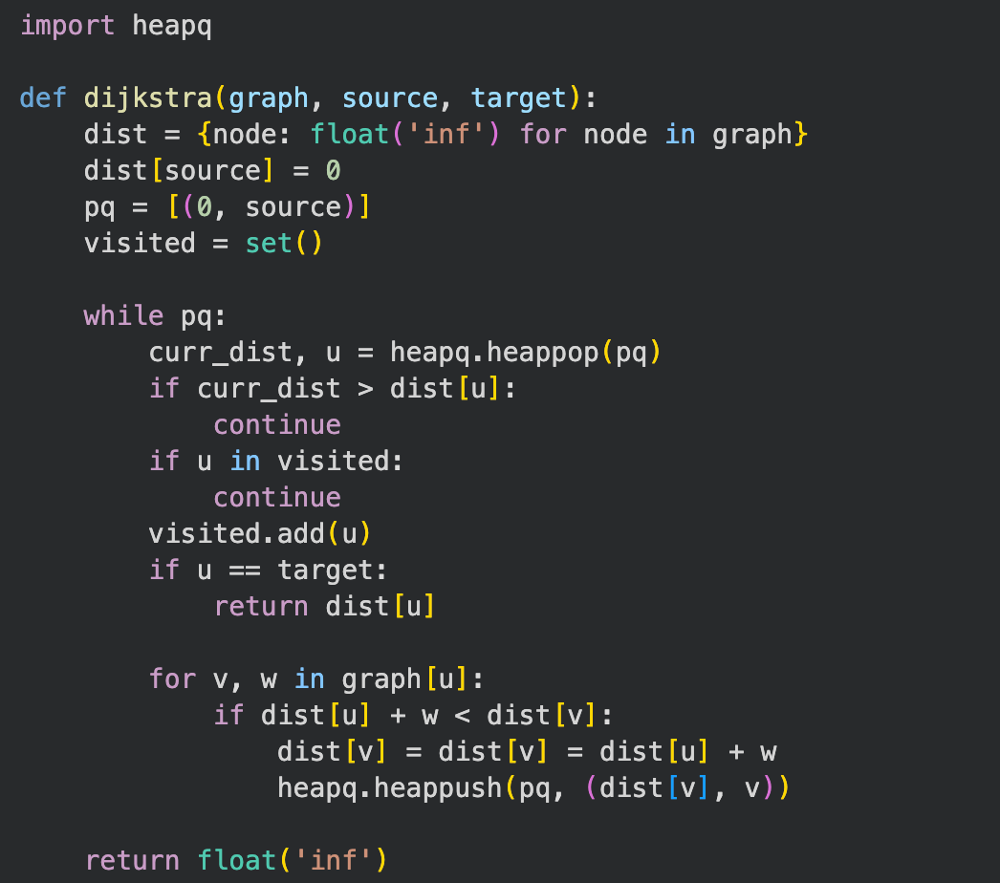 import heapq

def dijkstra(graph, source, target):
    dist = {node: float('inf') for node in graph}
    dist[source] = 0
    pq = [(0, source)]
    visited = set()

    while pq:
        curr_dist, u = heapq.heappop(pq)
        if curr_dist > dist[u]:
            continue
        if u in visited:
            continue
        visited.add(u)
        if u == target:
            return dist[u]

        for v, w in graph[u]:
            if dist[u] + w < dist[v]:
                dist[v] = dist[v] = dist[u] + w
                heapq.heappush(pq, (dist[v], v))

    return float('inf')